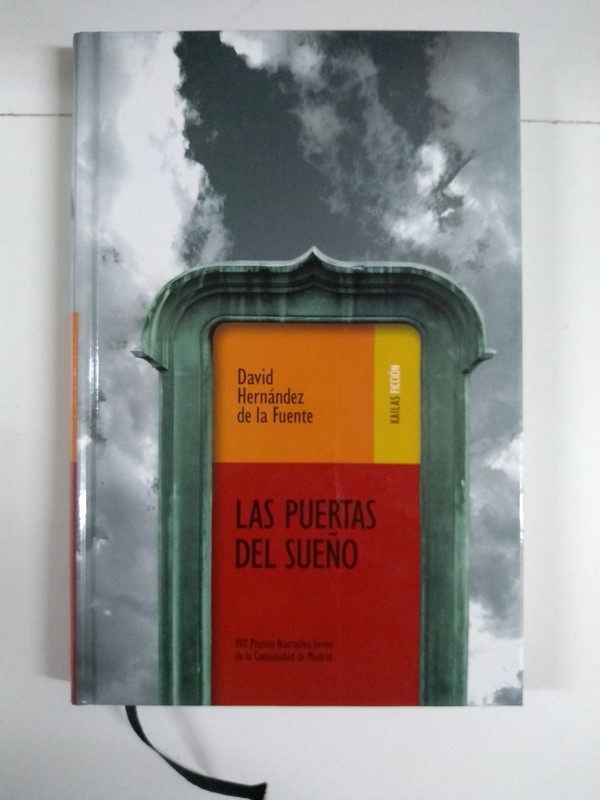 David
Hernández
de la Fuente
KAILAS FICCIÓN
LAS PUERTAS
DEL SUEÑO
VIII Premio Narrativa Joven
de la Comunidad de Madrid